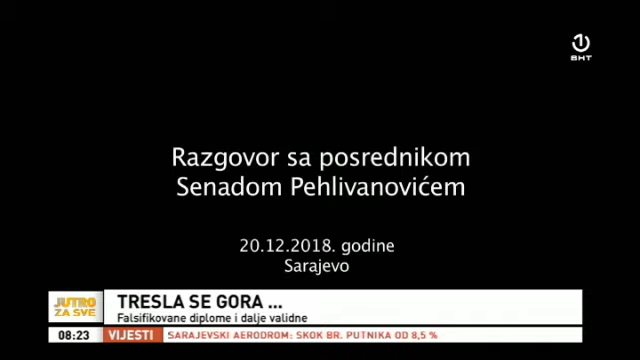 1
BHT
Razgovor sa posrednikom
Senadom Pehlivanovićem
20.12.2018. godine
Sarajevo
JUTRO
ZA SVE
TRESLA SE GORA ...
Falsifikovane diplome i dalje validne
08:23 VIJESTI SARAJEVSKI AERODROM: SKOK BR. PUTNIKA OD 8,5 %